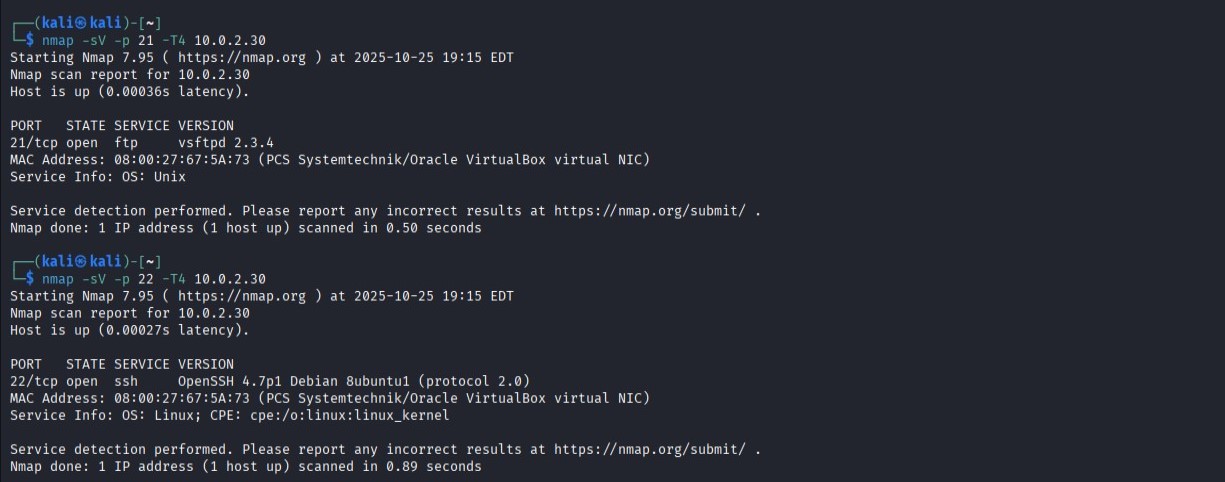 ┌──(kali㉿kali)-[~]
└─$ nmap -sV -p 21 -T4 10.0.2.30
Starting Nmap 7.95 ( https://nmap.org ) at 2025-10-25 19:15 EDT
Nmap scan report for 10.0.2.30
Host is up (0.00036s latency).

PORT   STATE SERVICE VERSION
21/tcp open  ftp     vsftpd 2.3.4
MAC Address: 08:00:27:67:5A:73 (PCS Systemtechnik/Oracle VirtualBox virtual NIC)
Service Info: OS: Unix

Service detection performed. Please report any incorrect results at https://nmap.org/submit/ .
Nmap done: 1 IP address (1 host up) scanned in 0.50 seconds

┌──(kali㉿kali)-[~]
└─$ nmap -sV -p 22 -T4 10.0.2.30
Starting Nmap 7.95 ( https://nmap.org ) at 2025-10-25 19:15 EDT
Nmap scan report for 10.0.2.30
Host is up (0.00027s latency).

PORT   STATE SERVICE VERSION
22/tcp open  ssh     OpenSSH 4.7p1 Debian 8ubuntu1 (protocol 2.0)
MAC Address: 08:00:27:67:5A:73 (PCS Systemtechnik/Oracle VirtualBox virtual NIC)
Service Info: OS: Linux; CPE: cpe:/o:linux:linux_kernel

Service detection performed. Please report any incorrect results at https://nmap.org/submit/ .
Nmap done: 1 IP address (1 host up) scanned in 0.89 seconds